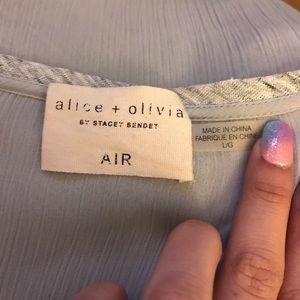 alice + olivia
BY STACEY BENDET
AIR
MADE IN CHINA
FABRIQUE EN CHINE
L/G